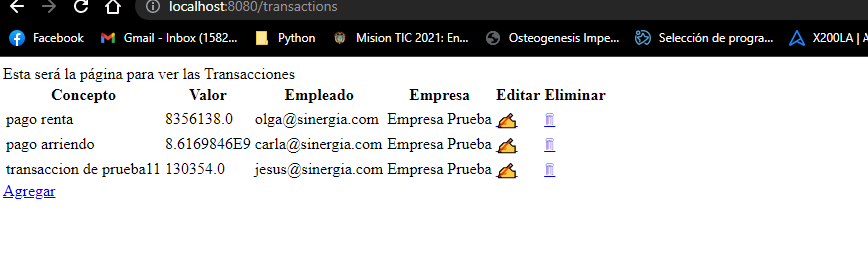 localhost:8080/transactions
Facebook Gmail - Inbox (1582... Python Mision TIC 2021: En... Osteogenesis Impe... Selección de progra... X200LA | A
Esta será la página para ver las Transacciones
Concepto Valor Empleado Empresa Editar Eliminar
pago renta 8356138.0 olga@sinergia.com Empresa Prueba
pago arriendo 8.6169846E9 carla@sinergia.com Empresa Prueba
transaccion de prueba11 130354.0 jesus@sinergia.com Empresa Prueba
Agregar